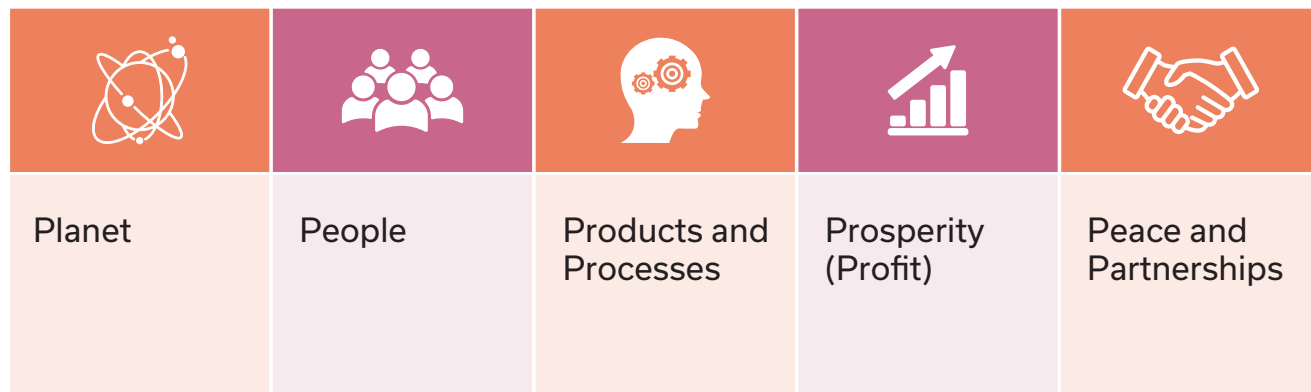 Planet
People
Products and
Processes
Prosperity
(Profit)
Peace and
Partnerships